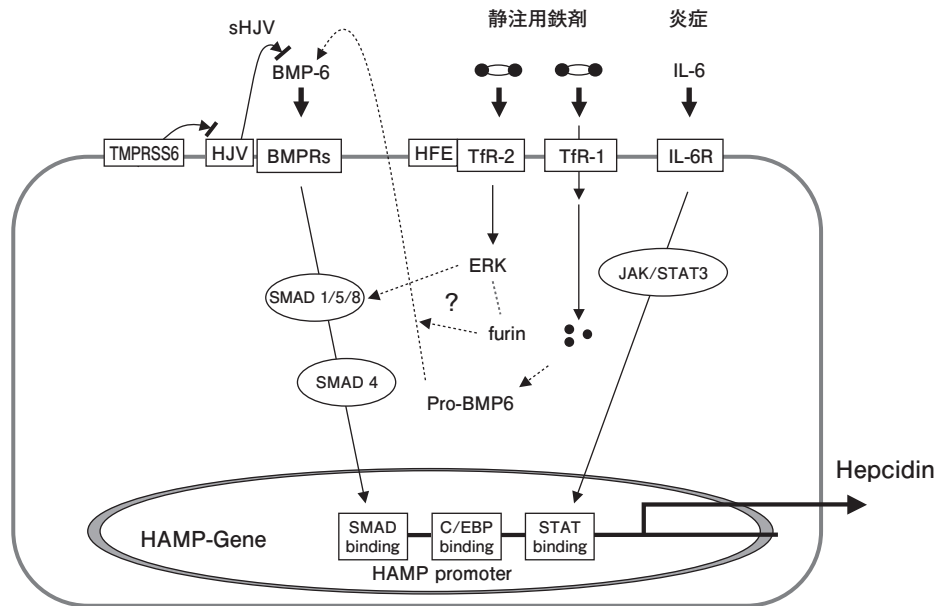 静注用鉄剤
炎症
sHJV
BMP-6
IL-6
TMPRSS6
HJV
BMPRs
HFE
TfR-2
TfR-1
IL-6R
ERK
JAK/STAT3
SMAD 1/5/8
?
furin
SMAD 4
Pro-BMP6
Hepcidin
HAMP-Gene
SMAD
binding
C/EBP
binding
STAT
binding
HAMP promoter